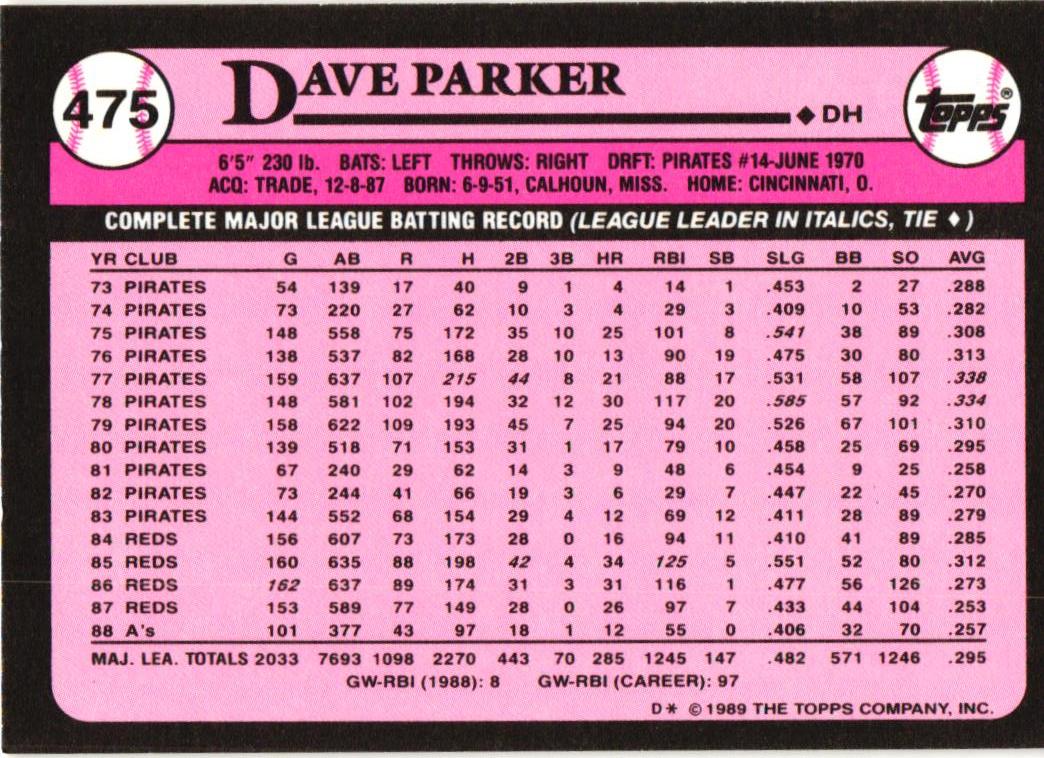 475
DAVE PARKER
◆ DH
topps®
6'5" 230 lb. BATS: LEFT THROWS: RIGHT DRFT: PIRATES #14-JUNE 1970
ACQ: TRADE, 12-8-87 BORN: 6-9-51, CALHOUN, MISS. HOME: CINCINNATI, O.
COMPLETE MAJOR LEAGUE BATTING RECORD (LEAGUE LEADER IN ITALICS, TIE ♦ )
YR CLUB G AB R H 2B 3B HR RBI SB SLG BB SO AVG
73 PIRATES 54 139 17 40 9 1 4 14 1 .453 2 27 .288
74 PIRATES 73 220 27 62 10 3 4 29 3 .409 10 53 .282
75 PIRATES 148 558 75 172 35 10 25 101 8 .541 38 89 .308
76 PIRATES 138 537 82 168 28 10 13 90 19 .475 30 80 .313
77 PIRATES 159 637 107 215 44 8 21 88 17 .531 58 107 .338
78 PIRATES 148 581 102 194 32 12 30 117 20 .585 57 92 .334
79 PIRATES 158 622 109 193 45 7 25 94 20 .526 67 101 .310
80 PIRATES 139 518 71 153 31 1 17 79 10 .458 25 69 .295
81 PIRATES 67 240 29 62 14 3 9 48 6 .454 9 25 .258
82 PIRATES 73 244 41 66 19 3 6 29 7 .447 22 45 .270
83 PIRATES 144 552 68 154 29 4 12 69 12 .411 28 89 .279
84 REDS 156 607 73 173 28 0 16 94 11 .410 41 89 .285
85 REDS 160 635 88 198 42 4 34 125 5 .551 52 80 .312
86 REDS 162 637 89 174 31 3 31 116 1 .477 56 126 .273
87 REDS 153 589 77 149 28 0 26 97 7 .433 44 104 .253
88 A's 101 377 43 97 18 1 12 55 0 .406 32 70 .257
MAJ. LEA. TOTALS 2033 7693 1098 2270 443 70 285 1245 147 .482 571 1246 .295
GW-RBI (1988): 8 GW-RBI (CAREER): 97
D* © 1989 THE TOPPS COMPANY, INC.